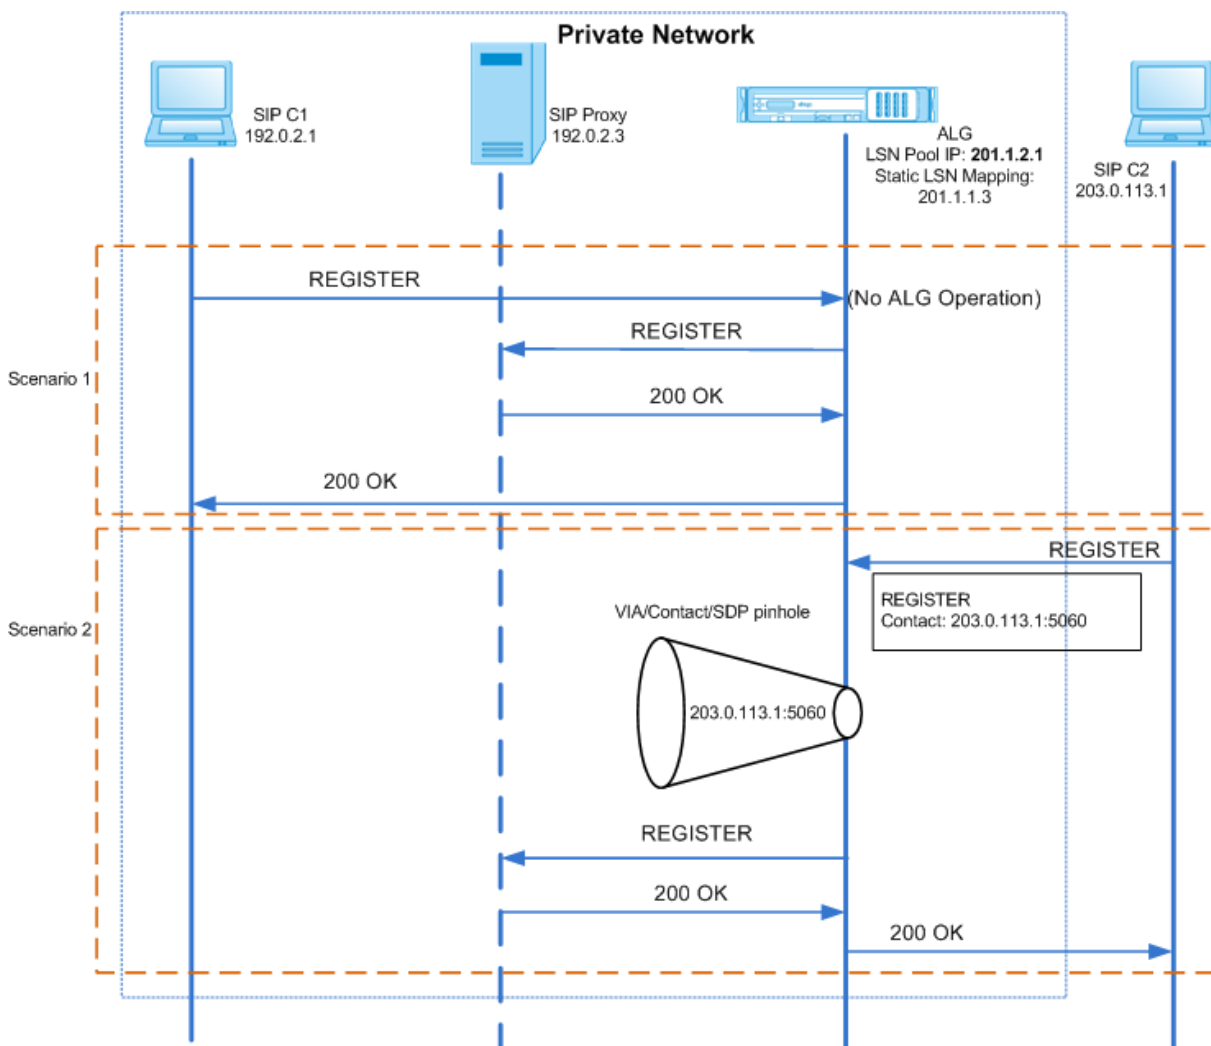 Private Network
SIP C1
192.0.2.1
SIP Proxy
192.0.2.3
ALG
LSN Pool IP: 201.1.2.1
Static LSN Mapping:
201.1.1.3
SIP C2
203.0.113.1
Scenario 1
REGISTER
(No ALG Operation)
REGISTER
200 OK
200 OK
Scenario 2
REGISTER
REGISTER
Contact: 203.0.113.1:5060
VIA/Contact/SDP pinhole
203.0.113.1:5060
REGISTER
200 OK
200 OK